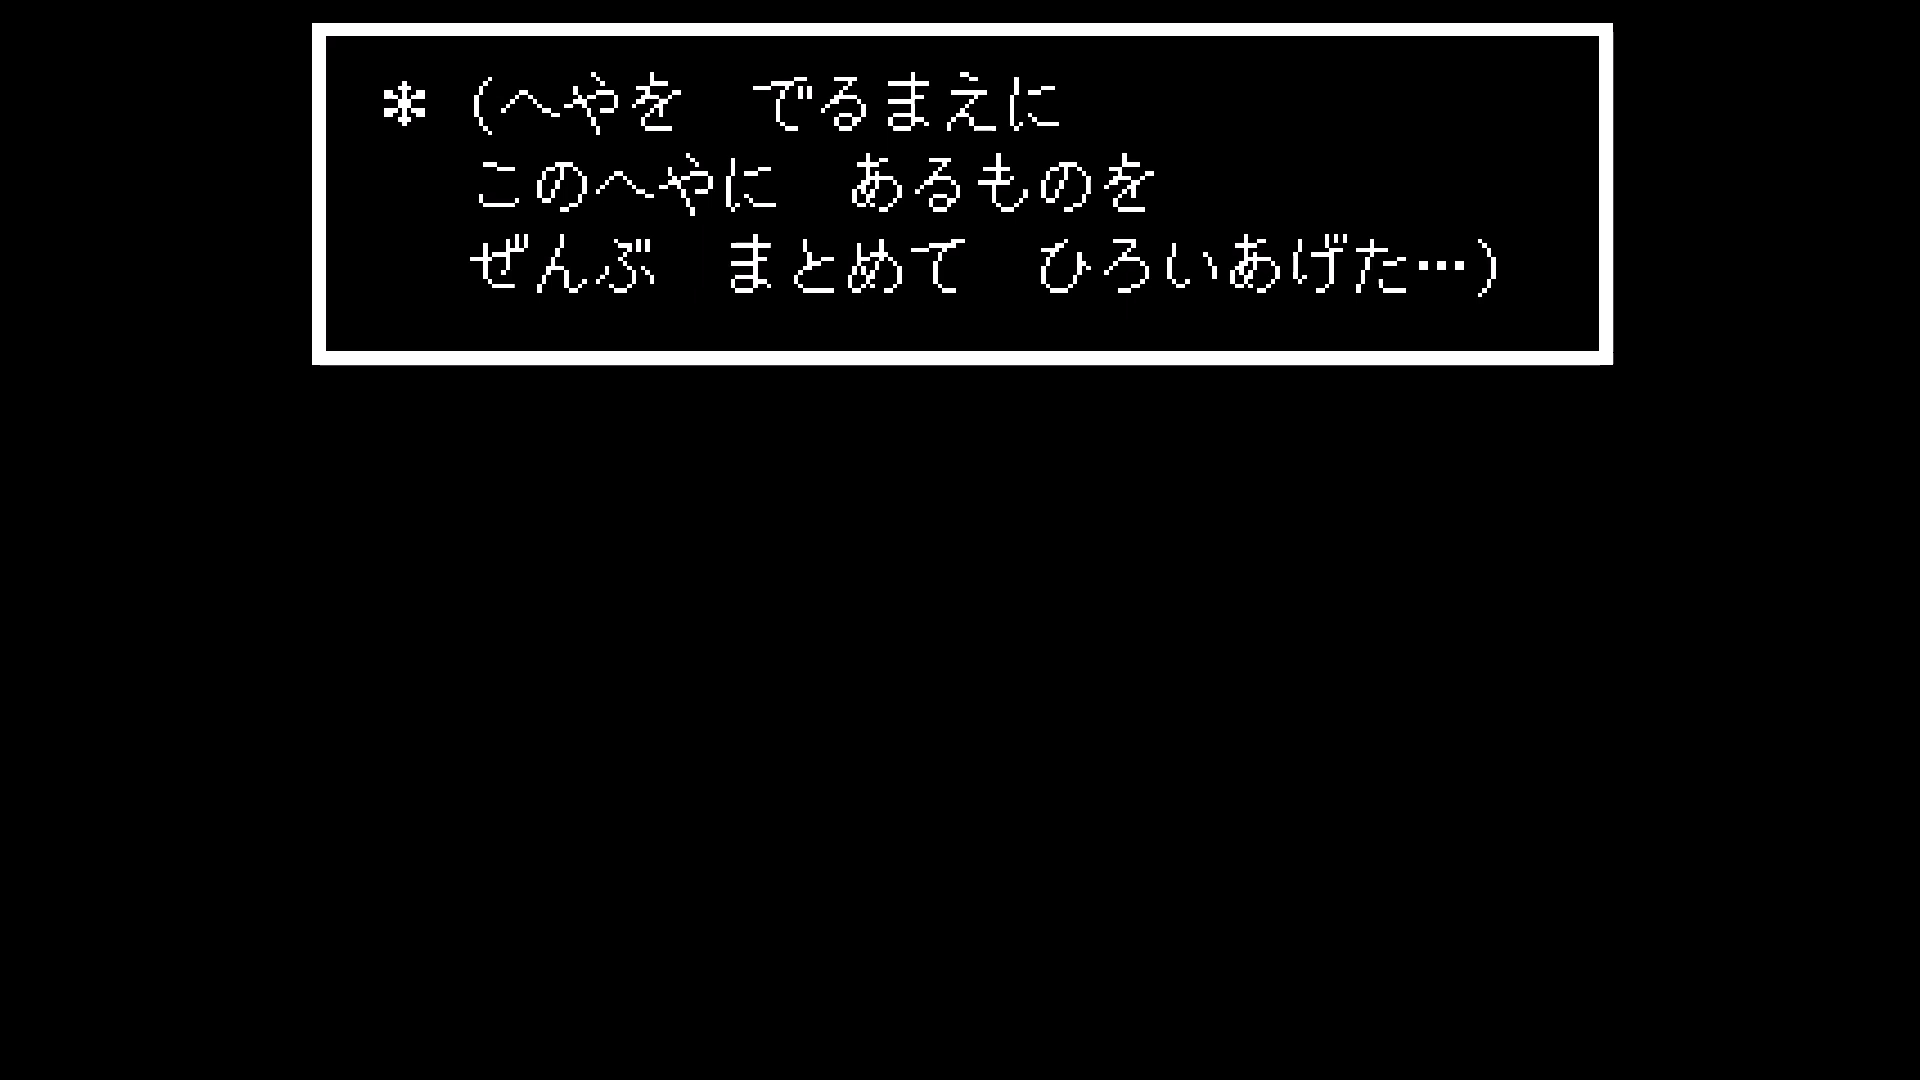 ＊（へやを　でるまえに
このへやに　あるものを
ぜんぶ　まとめて　ひろいあげた…）